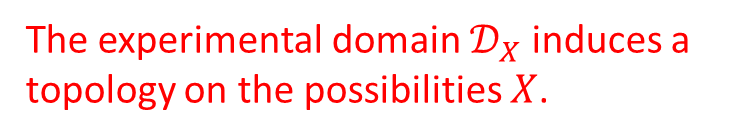 The experimental domain 𝒟_X induces a
topology on the possibilities X.